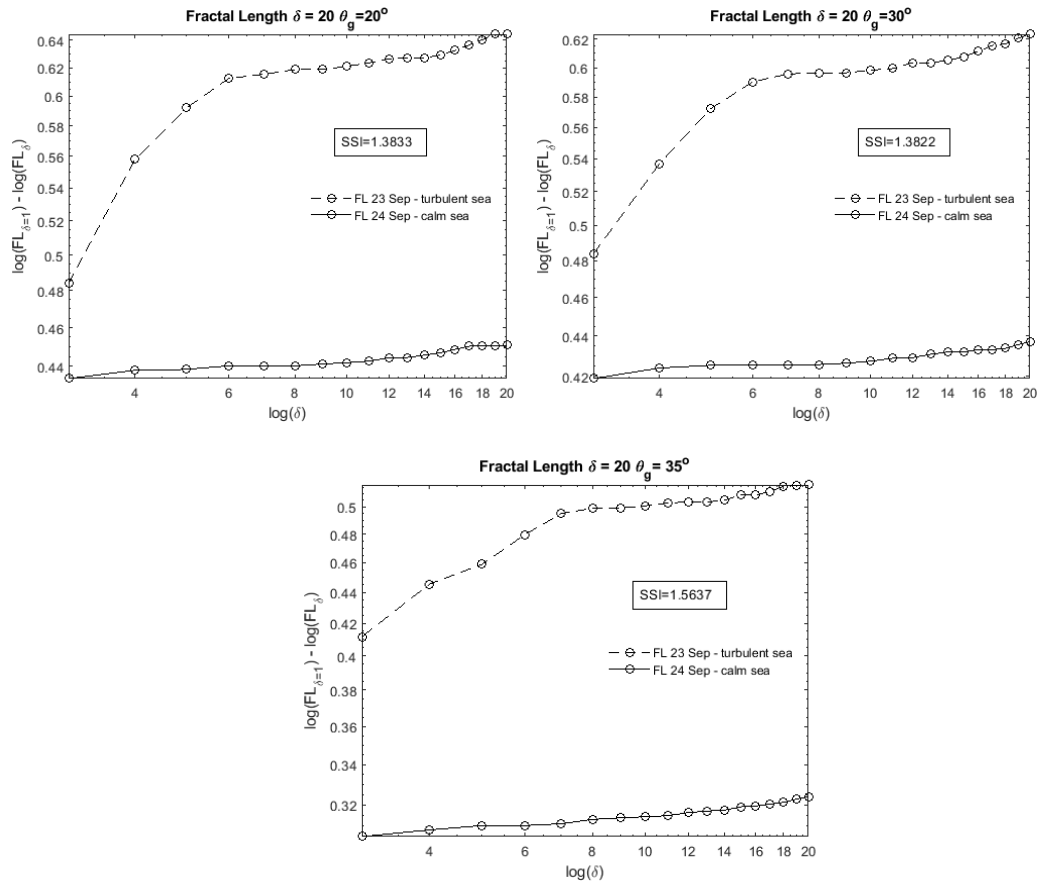 Fractal Length δ = 20 θg=20°
0.64
0.62
0.6
0.56
0.54
0.52
0.5
0.48
0.46
0.44
log(FLδ=1) - log(FLδ)
SSI=1.3833
FL 23 Sep - turbulent sea
FL 24 Sep - calm sea
4 6 8 10 12 14 16 18 20
log(δ)
Fractal Length δ = 20 θg=30°
0.62
0.6
0.58
0.56
0.54
0.52
0.5
0.48
0.46
0.44
0.42
log(FLδ=1) - log(FLδ)
SSI=1.3822
FL 23 Sep - turbulent sea
FL 24 Sep - calm sea
4 6 8 10 12 14 16 18 20
log(δ)
Fractal Length δ = 20 θg= 35°
0.5
0.46
0.44
0.42
0.4
0.38
0.36
0.34
0.32
log(FLδ=1) - log(FLδ)
SSI=1.5637
FL 23 Sep - turbulent sea
FL 24 Sep - calm sea
4 6 8 10 12 14 16 18 20
log(δ)